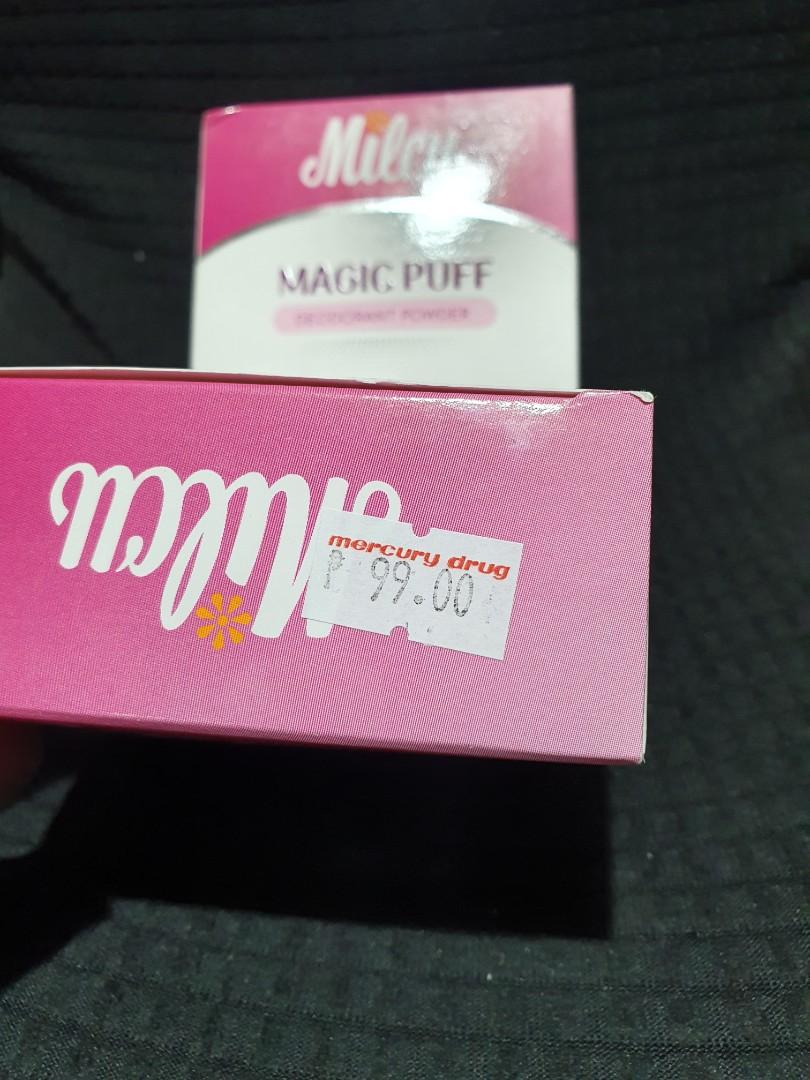 Milcu
MAGIC PUFF
DEODORANT POWDER
Milcu
mercury drug
₱ 99.00